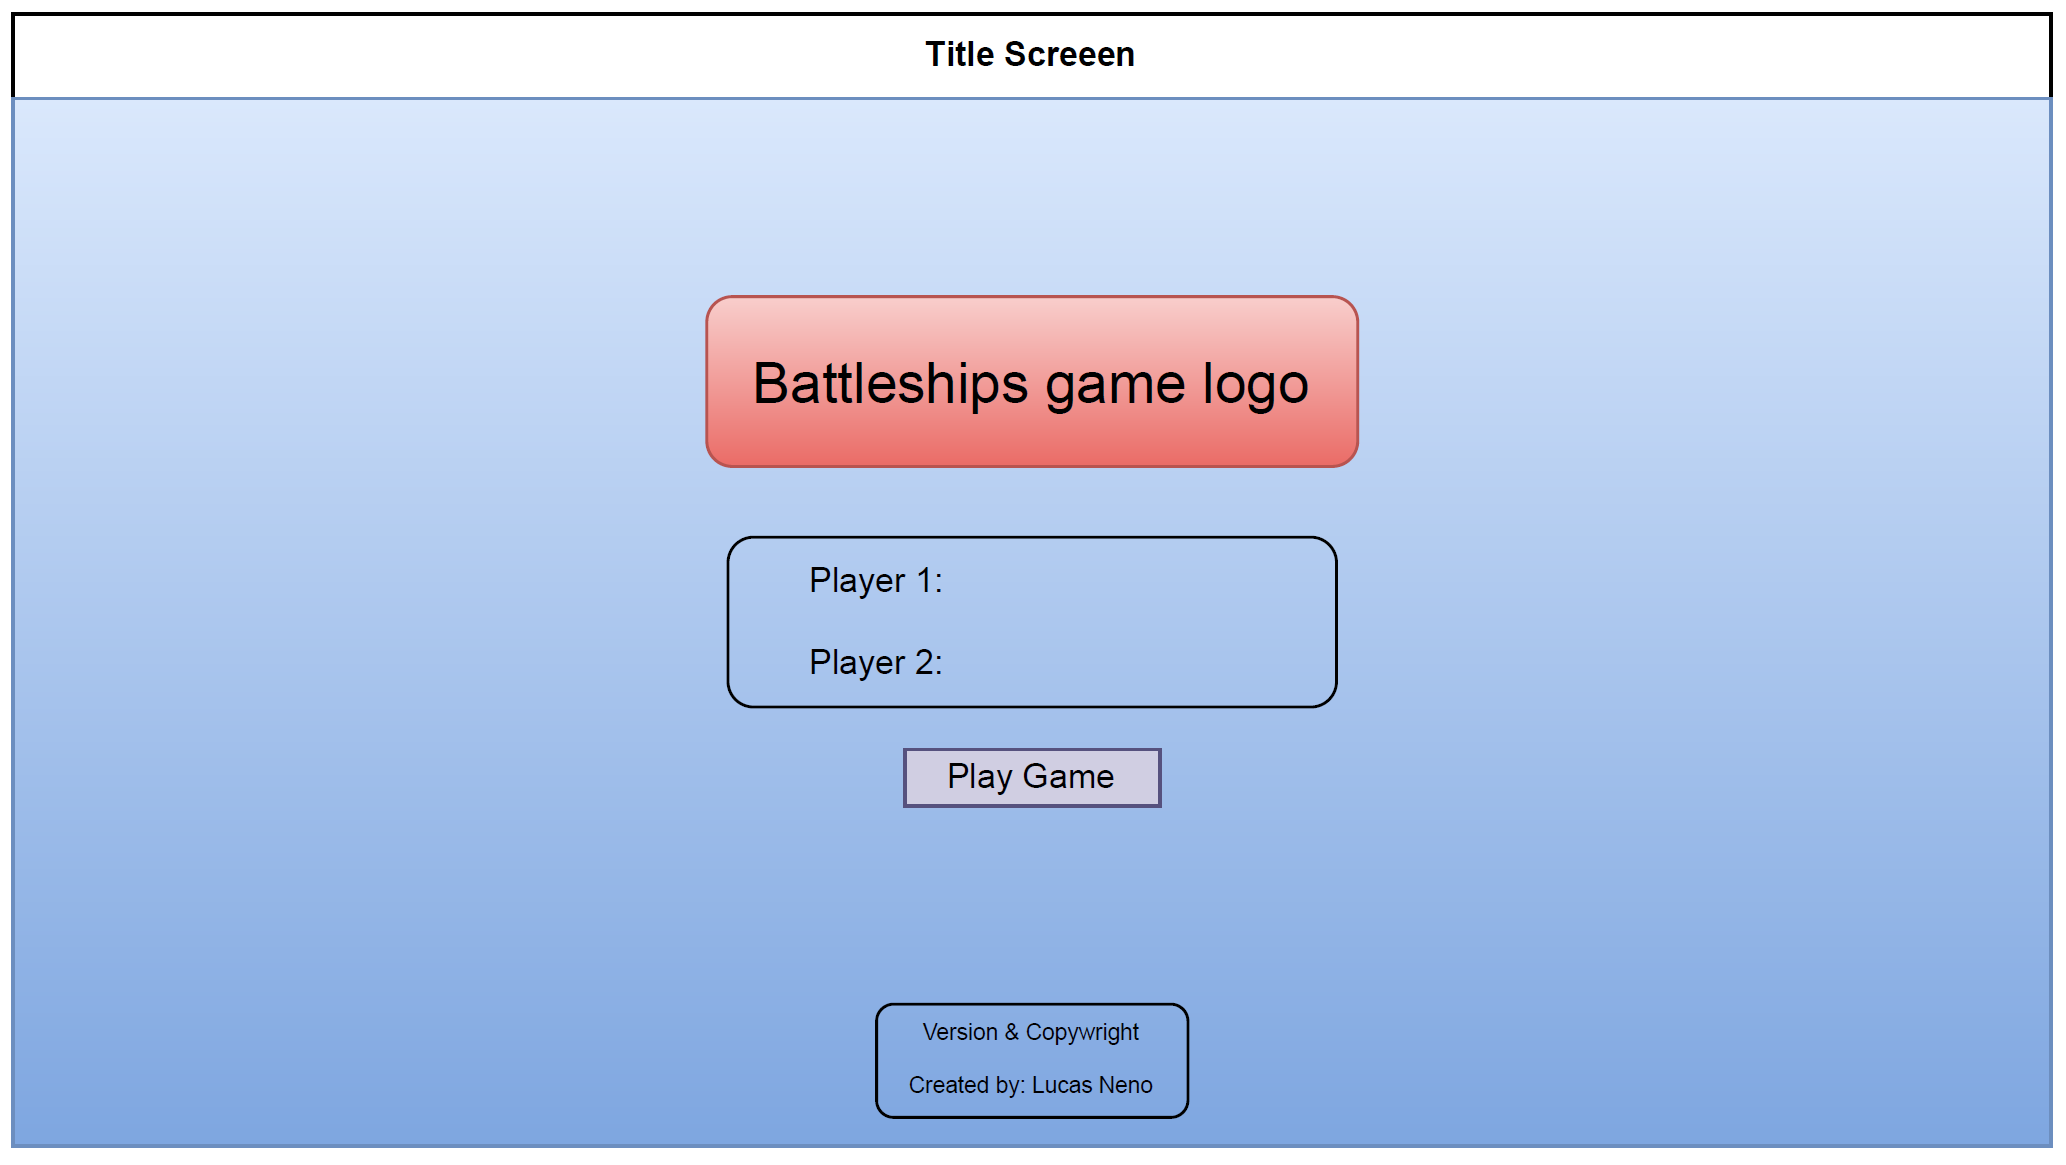 Title Screeen
Battleships game logo
Player 1:
Player 2:
Play Game
Version & Copywright
Created by: Lucas Neno